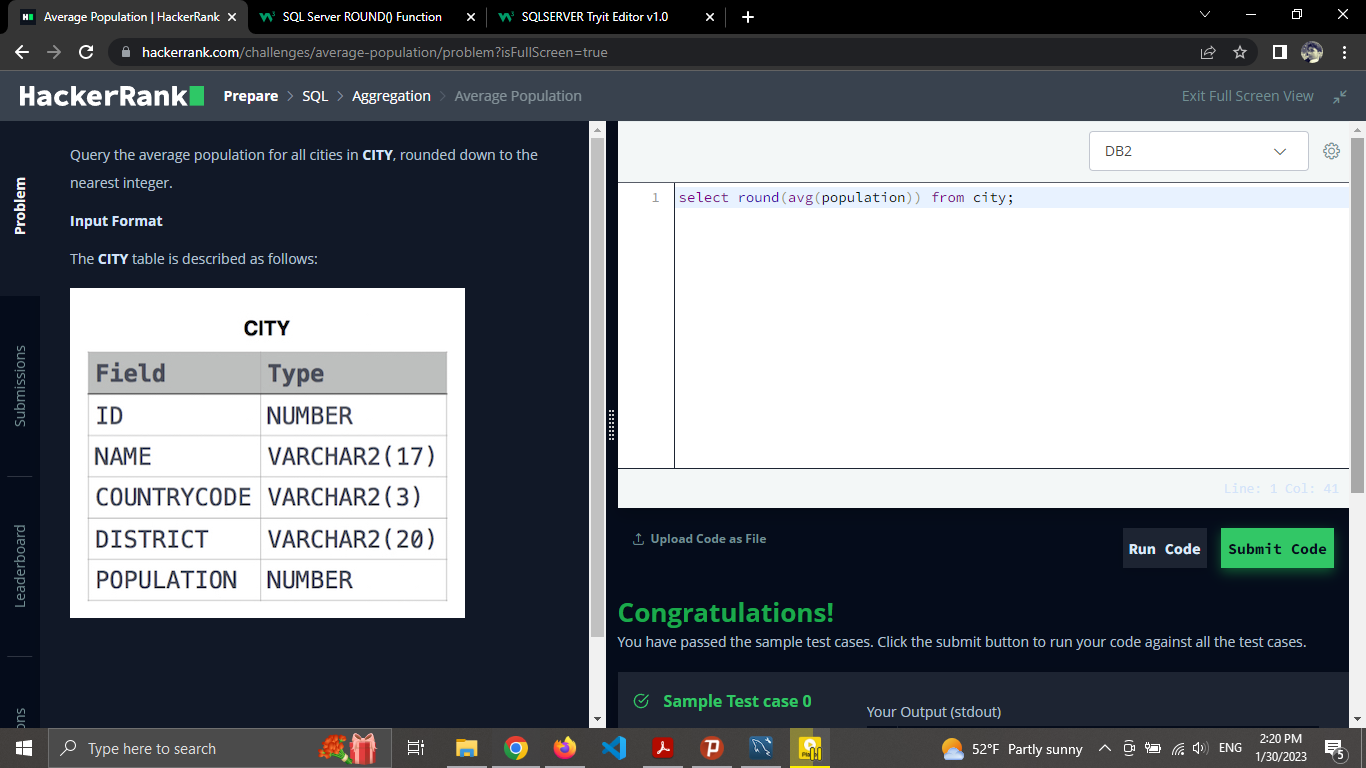 Average Population | HackerRank
SQL Server ROUND() Function
SQLSERVER Tryit Editor v1.0
hackerrank.com/challenges/average-population/problem?isFullScreen=true
HackerRank
Prepare > SQL > Aggregation > Average Population
Exit Full Screen View
Problem
Submissions
Leaderboard
Query the average population for all cities in CITY, rounded down to the
nearest integer.
Input Format
The CITY table is described as follows:
CITY
Field Type
ID NUMBER
NAME VARCHAR2(17)
COUNTRYCODE VARCHAR2(3)
DISTRICT VARCHAR2(20)
POPULATION NUMBER
DB2
1 select round(avg(population)) from city;
Line: 1 Col: 41
Upload Code as File
Run Code
Submit Code
Congratulations!
You have passed the sample test cases. Click the submit button to run your code against all the test cases.
Sample Test case 0
Your Output (stdout)
Type here to search
52°F Partly sunny
ENG
2:20 PM
1/30/2023
5